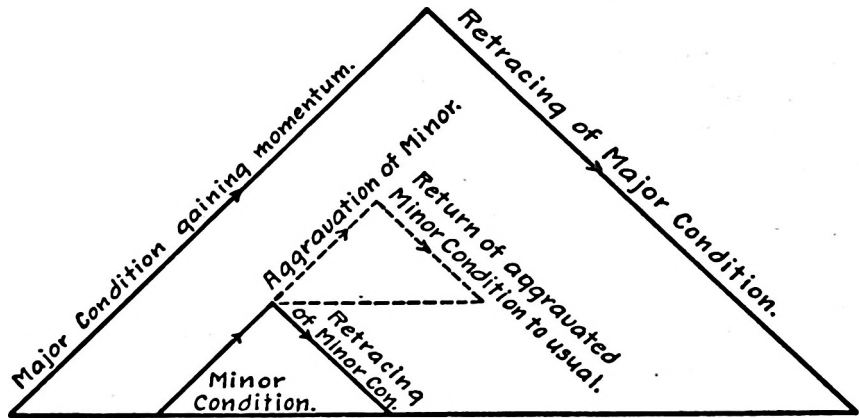 Major Condition gaining momentum.
Retracing of Major Condition.
Aggravation of Minor.
Return of aggravated
Minor Condition to usual.
Retracing
of Minor Con.
Minor
Condition.